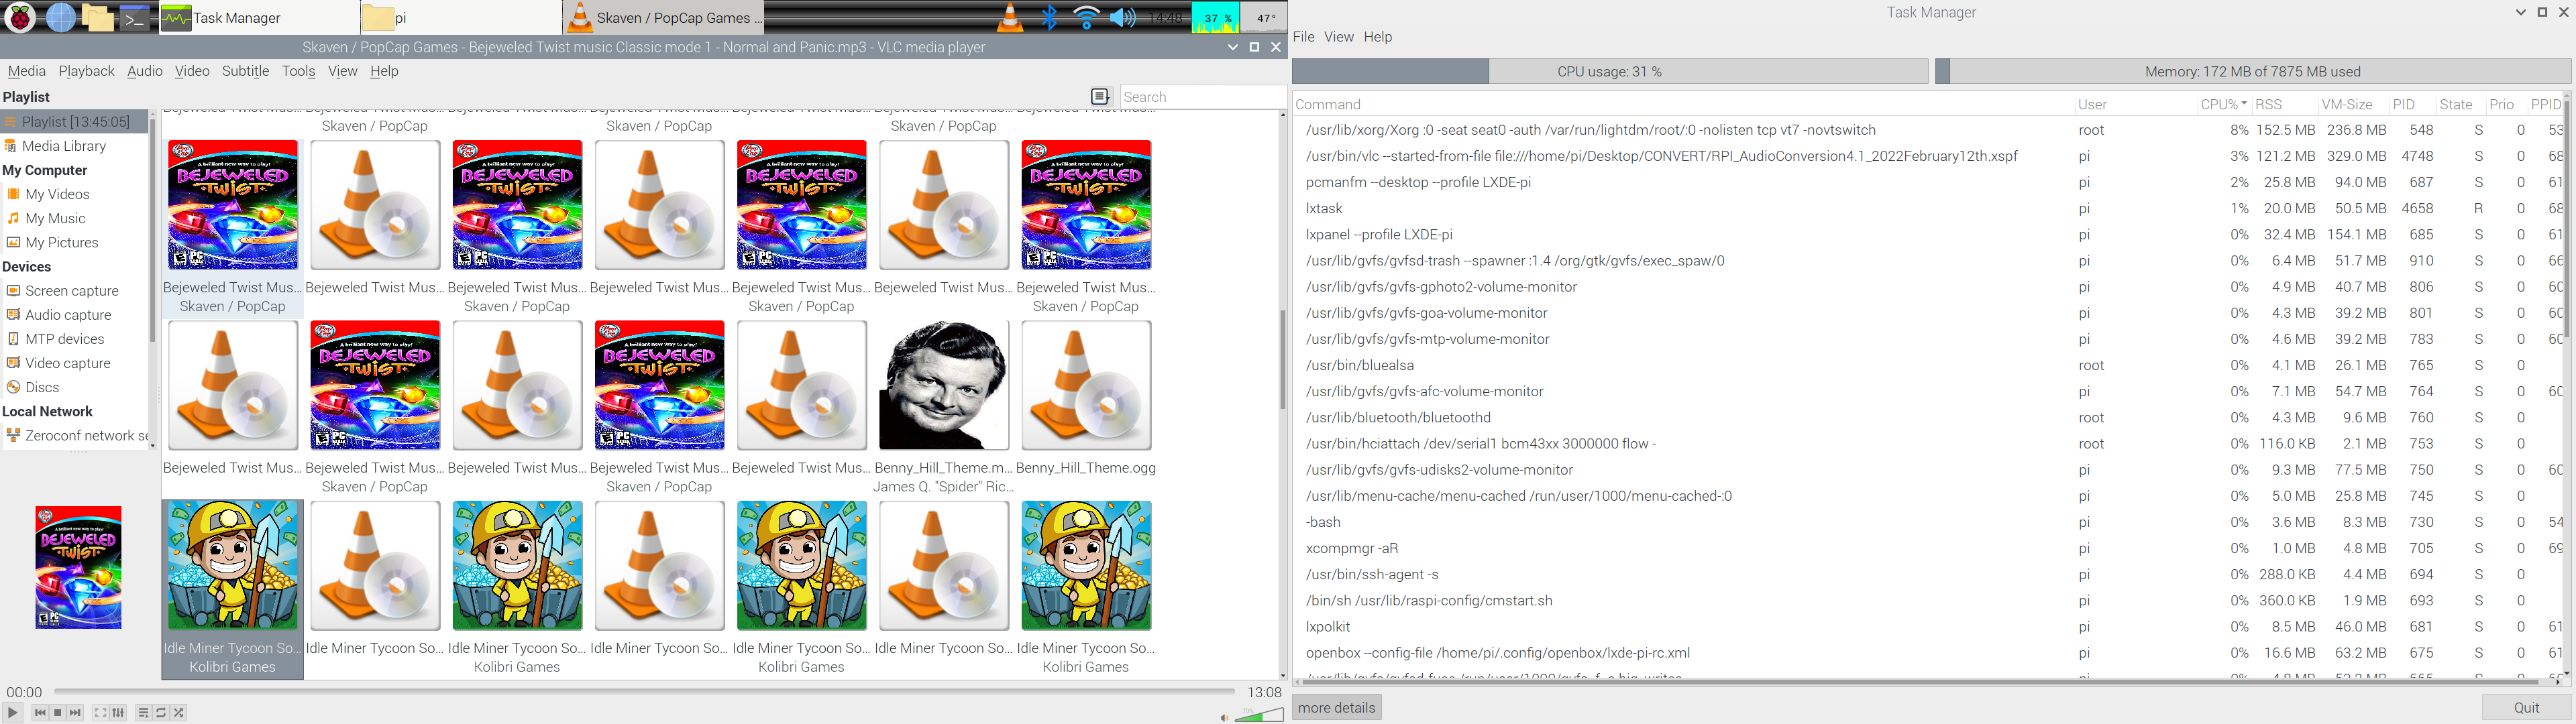 Task Manager
pi
Skaven / PopCap Games ...
14:48
37 %
47°
Skaven / PopCap Games - Bejeweled Twist music Classic mode 1 - Normal and Panic.mp3 - VLC media player
Media Playback Audio Video Subtitle Tools View Help
Search
Playlist
Playlist [13:45:05]
Media Library
My Computer
My Videos
My Music
My Pictures
Devices
Screen capture
Audio capture
MTP devices
Video capture
Discs
Local Network
Zeroconf network se
Skaven / PopCap Skaven / PopCap Skaven / PopCap
Bejeweled Twist Mus... Bejeweled Twist Mus... Bejeweled Twist Mus... Bejeweled Twist Mus... Bejeweled Twist Mus... Bejeweled Twist Mus... Bejeweled Twist Mus...
Skaven / PopCap Skaven / PopCap Skaven / PopCap Skaven / PopCap
Bejeweled Twist Mus... Bejeweled Twist Mus... Bejeweled Twist Mus... Bejeweled Twist Mus... Bejeweled Twist Mus... Benny_Hill_Theme.m... Benny_Hill_Theme.ogg
Skaven / PopCap Skaven / PopCap James Q. "Spider" Ric...
Idle Miner Tycoon So... Idle Miner Tycoon So... Idle Miner Tycoon So... Idle Miner Tycoon So... Idle Miner Tycoon So... Idle Miner Tycoon So... Idle Miner Tycoon So...
Kolibri Games Kolibri Games Kolibri Games Kolibri Games
BEJEWELED
TWIST
00:00
13:08
70%
Task Manager
File View Help
CPU usage: 31 %
Memory: 172 MB of 7875 MB used
Command User CPU% RSS VM-Size PID State Prio PPID
/usr/lib/xorg/Xorg :0 -seat seat0 -auth /var/run/lightdm/root/:0 -nolisten tcp vt7 -novtswitch root 8% 152.5 MB 236.8 MB 548 S 0 53
/usr/bin/vlc --started-from-file file:///home/pi/Desktop/CONVERT/RPI_AudioConversion4.1_2022February12th.xspf pi 3% 121.2 MB 329.0 MB 4748 S 0 68
pcmanfm --desktop --profile LXDE-pi pi 2% 25.8 MB 94.0 MB 687 S 0 61
lxtask pi 1% 20.0 MB 50.5 MB 4658 R 0 68
lxpanel --profile LXDE-pi pi 0% 32.4 MB 154.1 MB 685 S 0 61
/usr/lib/gvfs/gvfsd-trash --spawner :1.4 /org/gtk/gvfs/exec_spaw/0 pi 0% 6.4 MB 51.7 MB 910 S 0 66
/usr/lib/gvfs/gvfs-gphoto2-volume-monitor pi 0% 4.9 MB 40.7 MB 806 S 0 60
/usr/lib/gvfs/gvfs-goa-volume-monitor pi 0% 4.3 MB 39.2 MB 801 S 0 60
/usr/lib/gvfs/gvfs-mtp-volume-monitor pi 0% 4.6 MB 39.2 MB 783 S 0 60
/usr/bin/bluealsa root 0% 4.1 MB 26.1 MB 765 S 0
/usr/lib/gvfs/gvfs-afc-volume-monitor pi 0% 7.1 MB 54.7 MB 764 S 0 60
/usr/lib/bluetooth/bluetoothd root 0% 4.3 MB 9.6 MB 760 S 0
/usr/bin/hciattach /dev/serial1 bcm43xx 3000000 flow - root 0% 116.0 KB 2.1 MB 753 S 0
/usr/lib/gvfs/gvfs-udisks2-volume-monitor pi 0% 9.3 MB 77.5 MB 750 S 0 60
/usr/lib/menu-cache/menu-cached /run/user/1000/menu-cached-:0 pi 0% 5.0 MB 25.8 MB 745 S 0
-bash pi 0% 3.6 MB 8.3 MB 730 S 0 54
xcompmgr -aR pi 0% 1.0 MB 4.8 MB 705 S 0 69
/usr/bin/ssh-agent -s pi 0% 288.0 KB 4.4 MB 694 S 0
/bin/sh /usr/lib/raspi-config/cmstart.sh pi 0% 360.0 KB 1.9 MB 693 S 0
lxpolkit pi 0% 8.5 MB 46.0 MB 681 S 0 61
openbox --config-file /home/pi/.config/openbox/lxde-pi-rc.xml pi 0% 16.6 MB 63.2 MB 675 S 0 61
more details
Quit